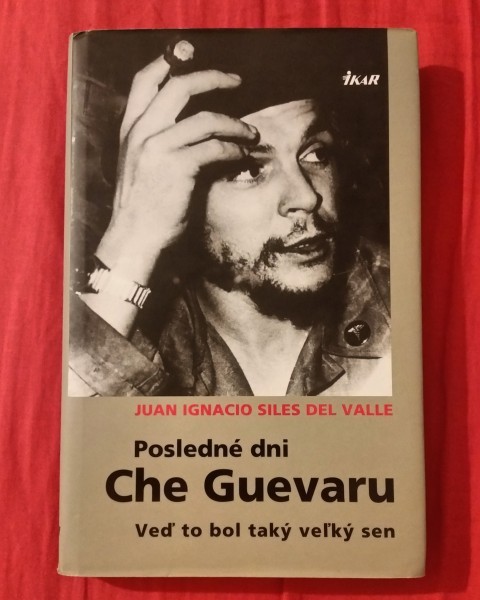 IKAR
JUAN IGNACIO SILES DEL VALLE
Posledné dni
Che Guevaru
Veď to bol taký veľký sen